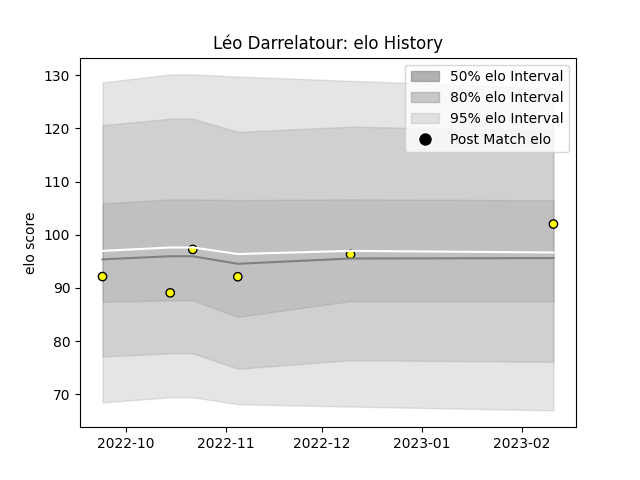 Léo Darrelatour: elo History
130
120
110
100
90
80
70
elo score
50% elo Interval
80% elo Interval
95% elo Interval
Post Match elo
2022-10
2022-11
2022-12
2023-01
2023-02